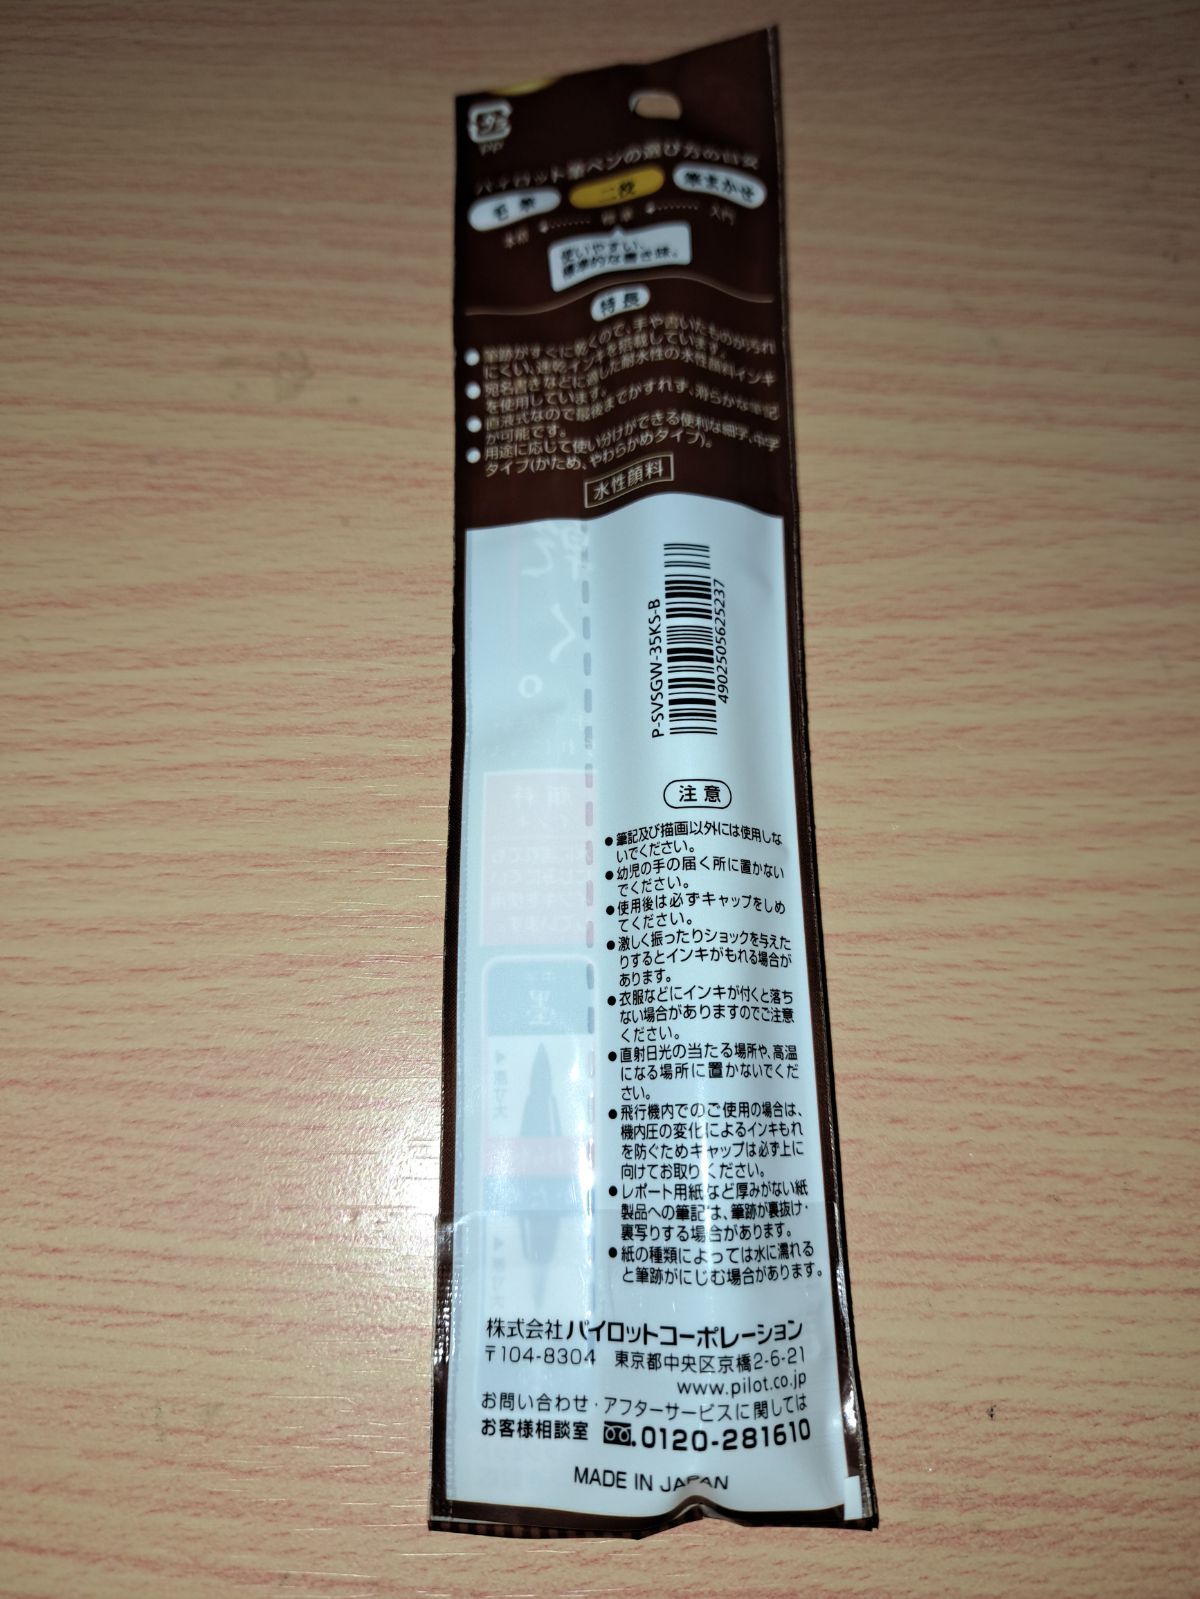 PP
パイロット筆ペンの選び方の目安
毛筆 二役 筆まかせ
本格 標準 入門
使いやすい、
標準的な書き味。
特長
●筆跡がすぐに乾くので、手や書いたものが汚れ
にくい、速乾インキを搭載しています。
●宛名書きなどに適した耐水性の水性顔料インキ
を使用しています。
●直液式なので最後までかすれず、滑らかな筆記
が可能です。
●用途に応じて使い分けができる便利な細字、中字
タイプ(かため、やわらかめタイプ)。
水性顔料
P-SVSGW-35KS-B
4902505625237
注意
●筆記及び描画以外には使用しな
いでください。
●幼児の手の届く所に置かない
でください。
●使用後は必ずキャップをしめ
てください。
●激しく振ったりショックを与えた
りするとインキがもれる場合が
あります。
●衣服などにインキが付くと落ち
ない場合がありますのでご注意
ください。
●直射日光の当たる場所や、高温
になる場所に置かないでくだ
さい。
●飛行機内でのご使用の場合は、
機内圧の変化によるインキもれ
を防ぐためキャップは必ず上に
向けてお取りください。
●レポート用紙など厚みがない紙
製品への筆記は、筆跡が裏抜け・
裏写りする場合があります。
●紙の種類によっては水に濡れる
と筆跡がにじむ場合があります。
株式会社パイロットコーポレーション
〒104-8304 東京都中央区京橋2-6-21
www.pilot.co.jp
お問い合わせ・アフターサービスに関しては
お客様相談室 0120-281610
MADE IN JAPAN